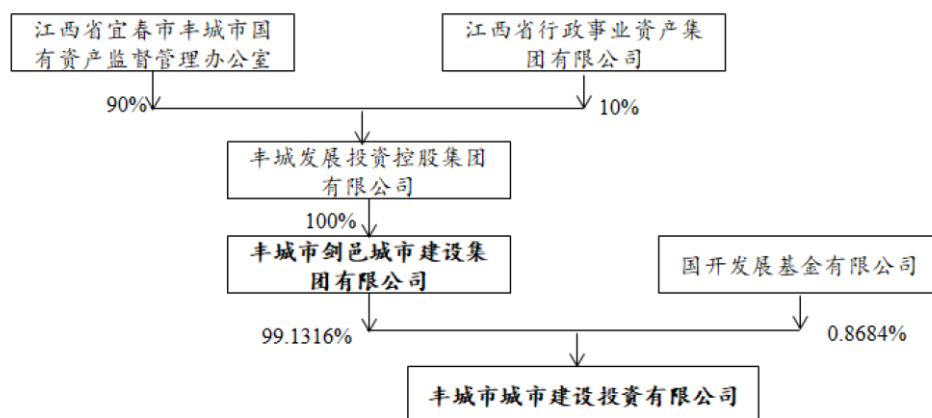 江西省宜春市丰城市国
有资产监督管理办公室
江西省行政事业资产集
团有限公司
90%
10%
丰城发展投资控股集团
有限公司
100%
丰城市剑邑城市建设集
团有限公司
国开发展基金有限公司
99.1316%
0.8684%
丰城市城市建设投资有限公司